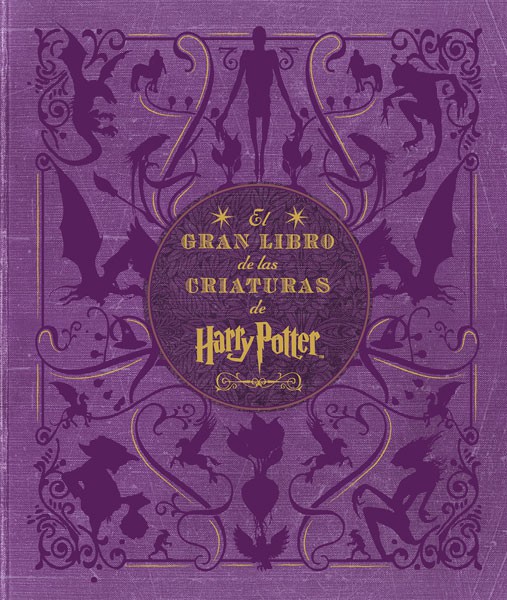 El
GRAN LIBRO
de las
CRIATURAS
de
Harry Potter